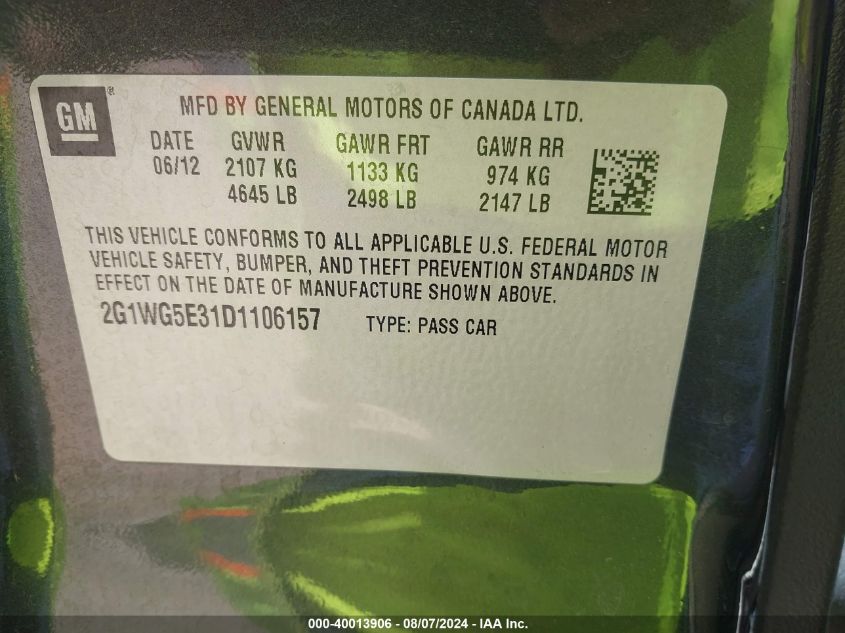 GM®
MFD BY GENERAL MOTORS OF CANADA LTD.
DATE GVWR GAWR FRT GAWR RR
06/12 2107 KG 1133 KG 974 KG
4645 LB 2498 LB 2147 LB
THIS VEHICLE CONFORMS TO ALL APPLICABLE U.S. FEDERAL MOTOR
VEHICLE SAFETY, BUMPER, AND THEFT PREVENTION STANDARDS IN
EFFECT ON THE DATE OF MANUFACTURE SHOWN ABOVE.
2G1WG5E31D1106157 TYPE: PASS CAR
000-40013906 - 08/07/2024 - IAA Inc.